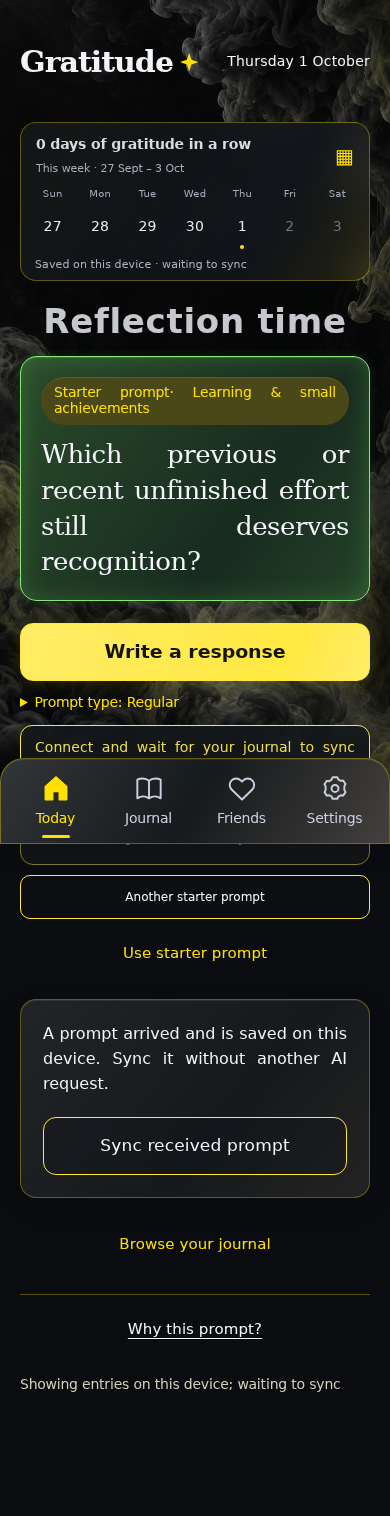 Gratitude
Thursday 1 October
0 days of gratitude in a row
This week · 27 Sept – 3 Oct
Sun Mon Tue Wed Thu Fri Sat
27 28 29 30 1 2 3
Saved on this device · waiting to sync
Reflection time
Starter prompt· Learning & small
achievements
Which previous or
recent unfinished effort
still deserves
recognition?
Write a response
Prompt type: Regular
Connect and wait for your journal to sync
Today Journal Friends Settings
Another starter prompt
Use starter prompt
A prompt arrived and is saved on this
device. Sync it without another AI
request.
Sync received prompt
Browse your journal
Why this prompt?
Showing entries on this device; waiting to sync